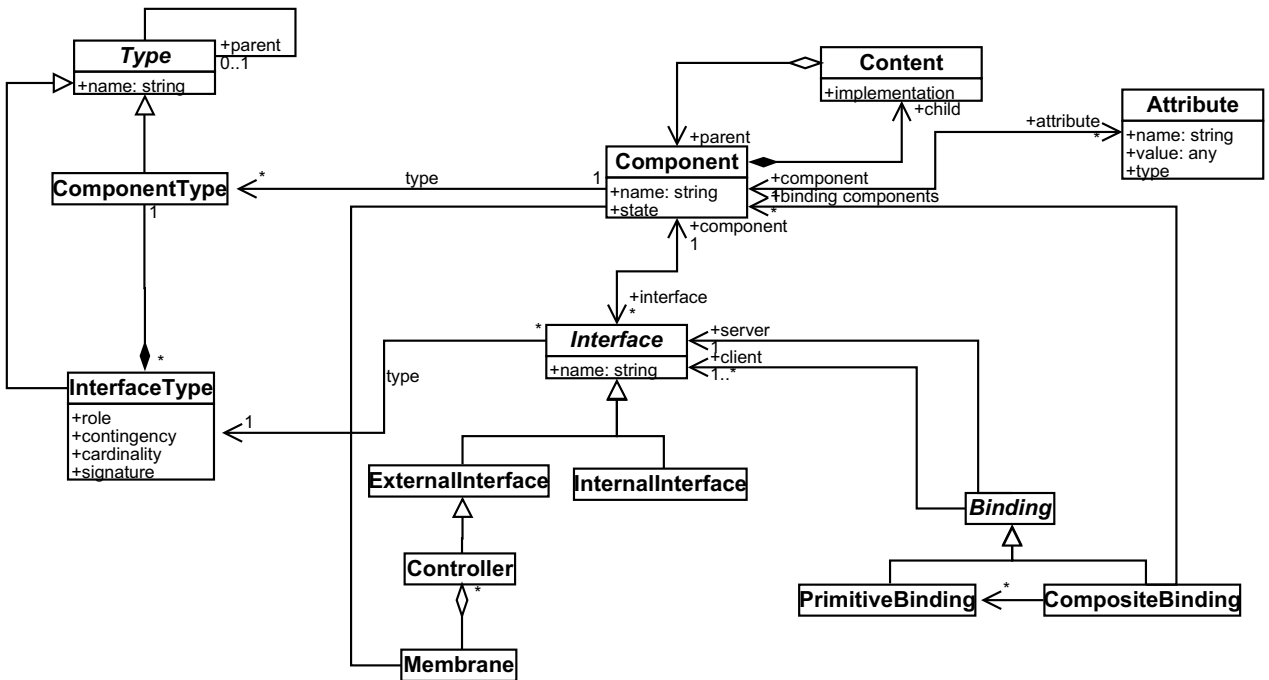 Type
+name: string
+parent
0..1
ComponentType
1
*
type
1
*
InterfaceType
+role
+contingency
+cardinality
+signature
Content
+implementation
+child
+parent
Component
+name: string
+state
+component
1
+binding components
*
+attribute
*
Attribute
+name: string
+value: any
+type
+component
1
+interface
*
Interface
+name: string
*
type
1
+server
1
+client
1..*
ExternalInterface
InternalInterface
Controller
*
Membrane
Binding
PrimitiveBinding
*
CompositeBinding